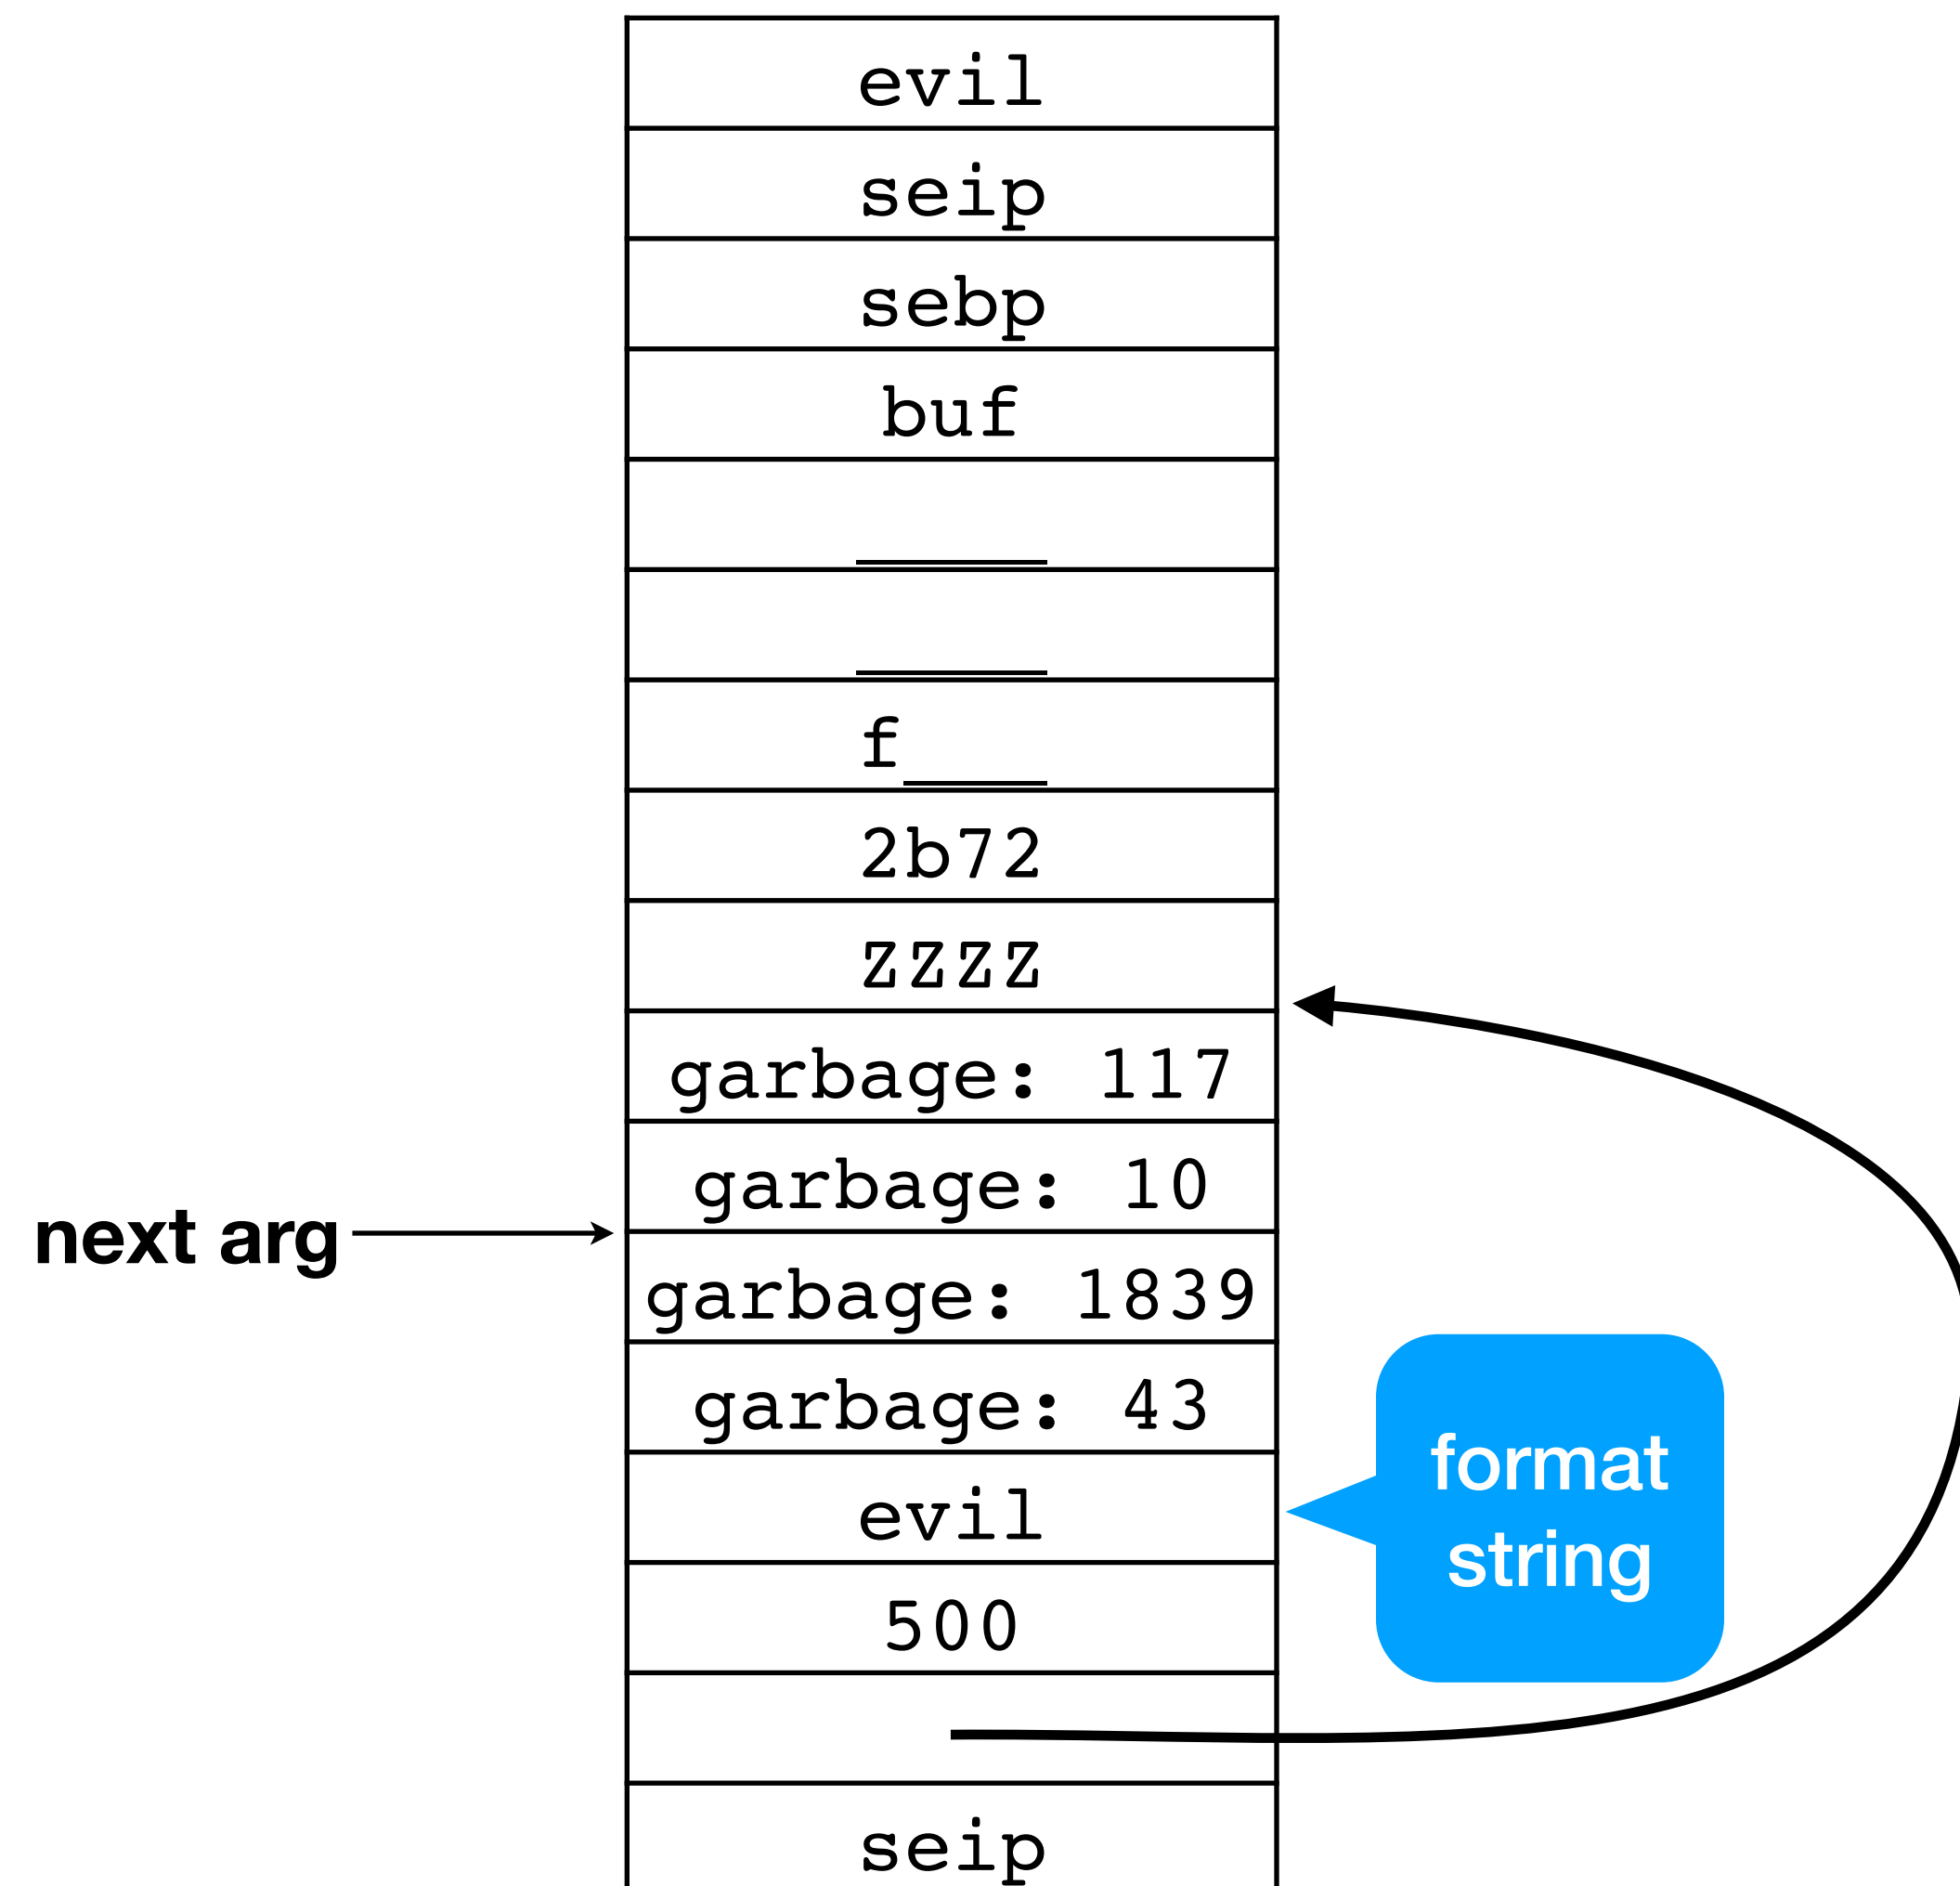 evil
seip
sebp
buf
____
____
f___
2b72
zzzz
garbage: 117
garbage: 10
next arg
garbage: 1839
garbage: 43
evil
format
string
500
seip